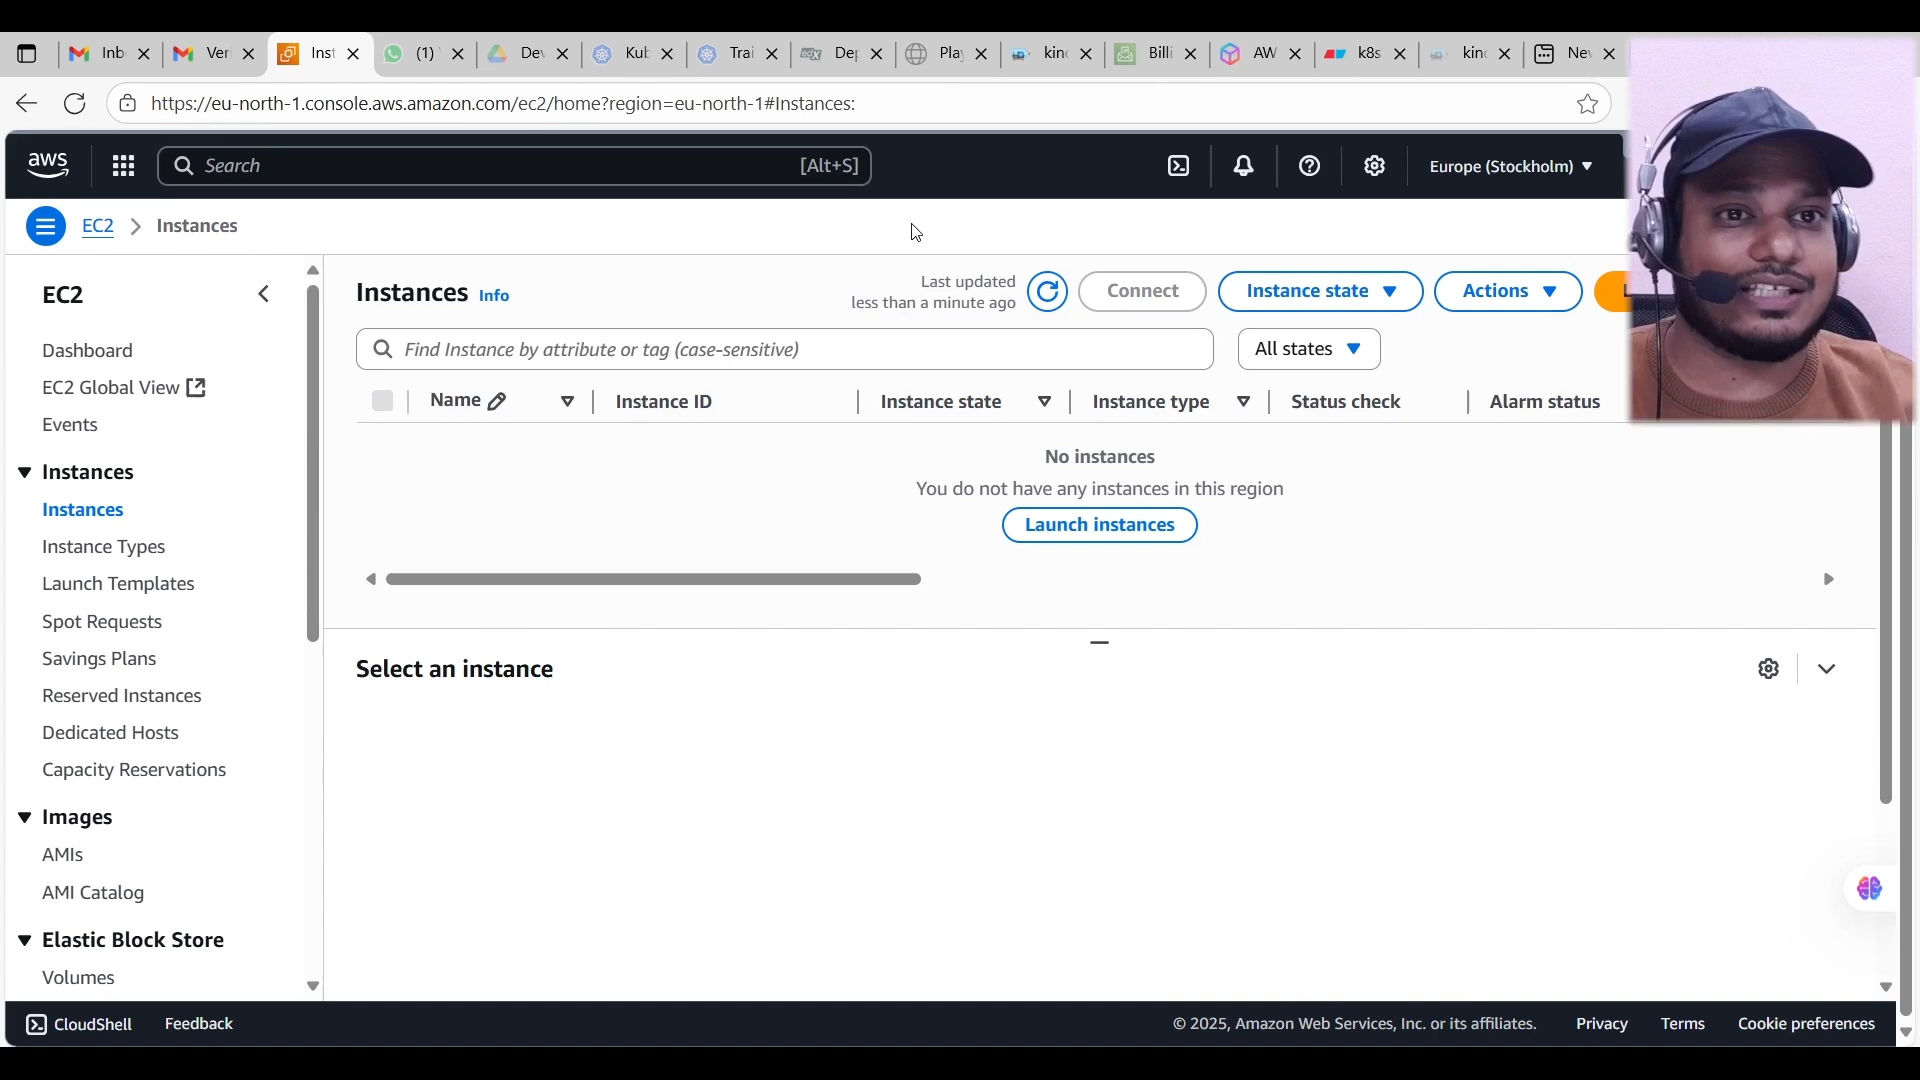 Inb
Ver
Inst
(1)
Dev
Kub
Trai
edX
Dep
Play
kind
Billi
AW
k8s
kind
Nev
https://eu-north-1.console.aws.amazon.com/ec2/home?region=eu-north-1#Instances:
aws
Search
[Alt+S]
Europe (Stockholm)
EC2
Instances
EC2
Dashboard
EC2 Global View
Events
Instances
Instances
Instance Types
Launch Templates
Spot Requests
Savings Plans
Reserved Instances
Dedicated Hosts
Capacity Reservations
Images
AMIs
AMI Catalog
Elastic Block Store
Volumes
Instances Info
Last updated
less than a minute ago
Connect
Instance state
Actions
Find Instance by attribute or tag (case-sensitive)
All states
Name
Instance ID
Instance state
Instance type
Status check
Alarm status
No instances
You do not have any instances in this region
Launch instances
Select an instance
CloudShell
Feedback
© 2025, Amazon Web Services, Inc. or its affiliates.
Privacy
Terms
Cookie preferences